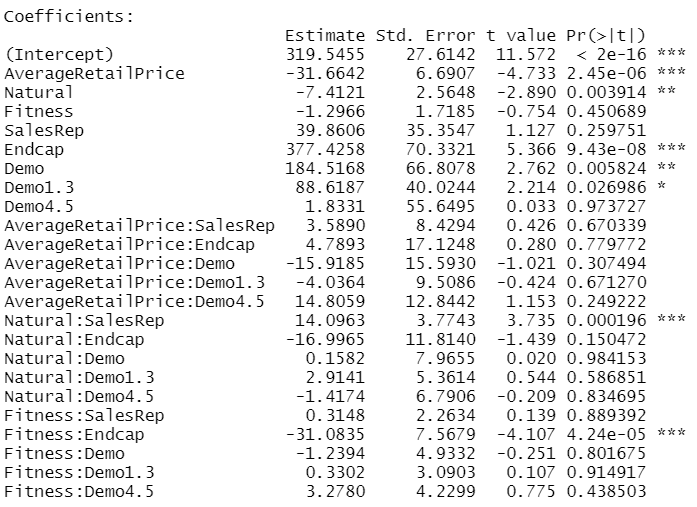 Coefficients:
Estimate Std. Error t value Pr(>|t|)
(Intercept) 319.5455 27.6142 11.572 < 2e-16 ***
AverageRetailPrice -31.6642 6.6907 -4.733 2.45e-06 ***
Natural -7.4121 2.5648 -2.890 0.003914 **
Fitness -1.2966 1.7185 -0.754 0.450689
SalesRep 39.8606 35.3547 1.127 0.259751
Endcap 377.4258 70.3321 5.366 9.43e-08 ***
Demo 184.5168 66.8078 2.762 0.005824 **
Demo1.3 88.6187 40.0244 2.214 0.026986 *
Demo4.5 1.8331 55.6495 0.033 0.973727
AverageRetailPrice:SalesRep 3.5890 8.4294 0.426 0.670339
AverageRetailPrice:Endcap 4.7893 17.1248 0.280 0.779772
AverageRetailPrice:Demo -15.9185 15.5930 -1.021 0.307494
AverageRetailPrice:Demo1.3 -4.0364 9.5086 -0.424 0.671270
AverageRetailPrice:Demo4.5 14.8059 12.8442 1.153 0.249222
Natural:SalesRep 14.0963 3.7743 3.735 0.000196 ***
Natural:Endcap -16.9965 11.8140 -1.439 0.150472
Natural:Demo 0.1582 7.9655 0.020 0.984153
Natural:Demo1.3 2.9141 5.3614 0.544 0.586851
Natural:Demo4.5 -1.4174 6.7906 -0.209 0.834695
Fitness:SalesRep 0.3148 2.2634 0.139 0.889392
Fitness:Endcap -31.0835 7.5679 -4.107 4.24e-05 ***
Fitness:Demo -1.2394 4.9332 -0.251 0.801675
Fitness:Demo1.3 0.3302 3.0903 0.107 0.914917
Fitness:Demo4.5 3.2780 4.2299 0.775 0.438503